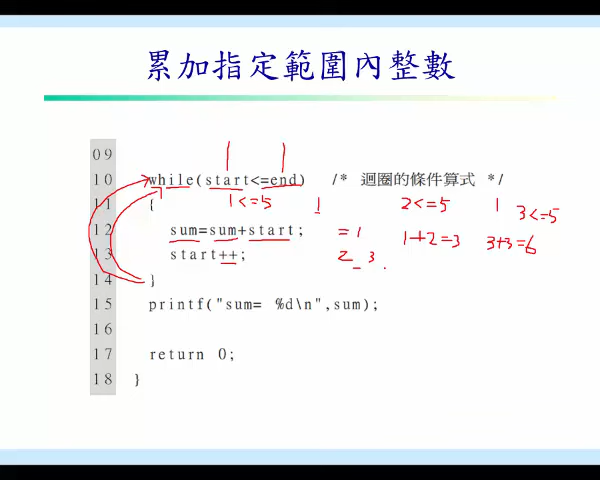 累加指定範圍內整數
09
10 while(start<=end) /* 迴圈的條件算式 */
1<=5 1 2<=5 1 3<=5
11 {
12 sum=sum+start; =1 1+2=3 3+3=6
13 start++; 2 3
14 }
15 printf("sum= %d\n",sum);
16
17 return 0;
18 }